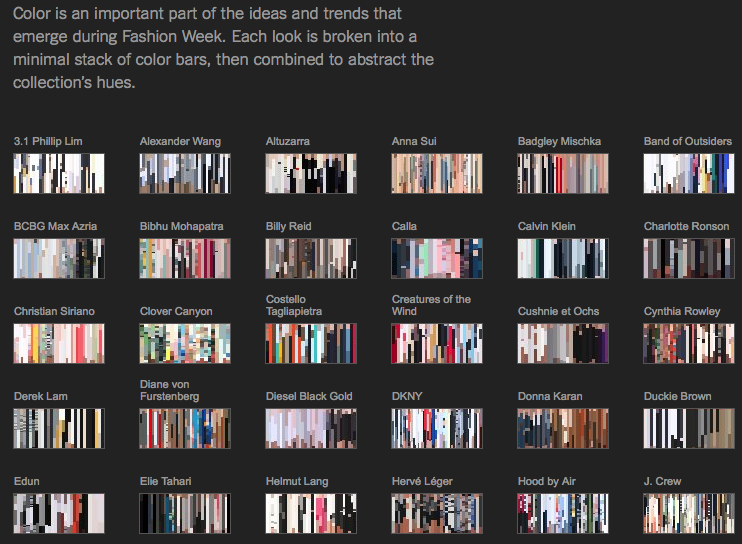 Color is an important part of the ideas and trends that
emerge during Fashion Week. Each look is broken into a
minimal stack of color bars, then combined to abstract the
collection's hues.
3.1 Phillip Lim
Alexander Wang
Altuzarra
Anna Sui
Badgley Mischka
Band of Outsiders
BCBG Max Azria
Bibhu Mohapatra
Billy Reid
Calla
Calvin Klein
Charlotte Ronson
Christian Siriano
Clover Canyon
Costello
Tagliapietra
Creatures of the
Wind
Cushnie et Ochs
Cynthia Rowley
Derek Lam
Diane von
Furstenberg
Diesel Black Gold
DKNY
Donna Karan
Duckie Brown
Edun
Elie Tahari
Helmut Lang
Hervé Léger
Hood by Air
J. Crew